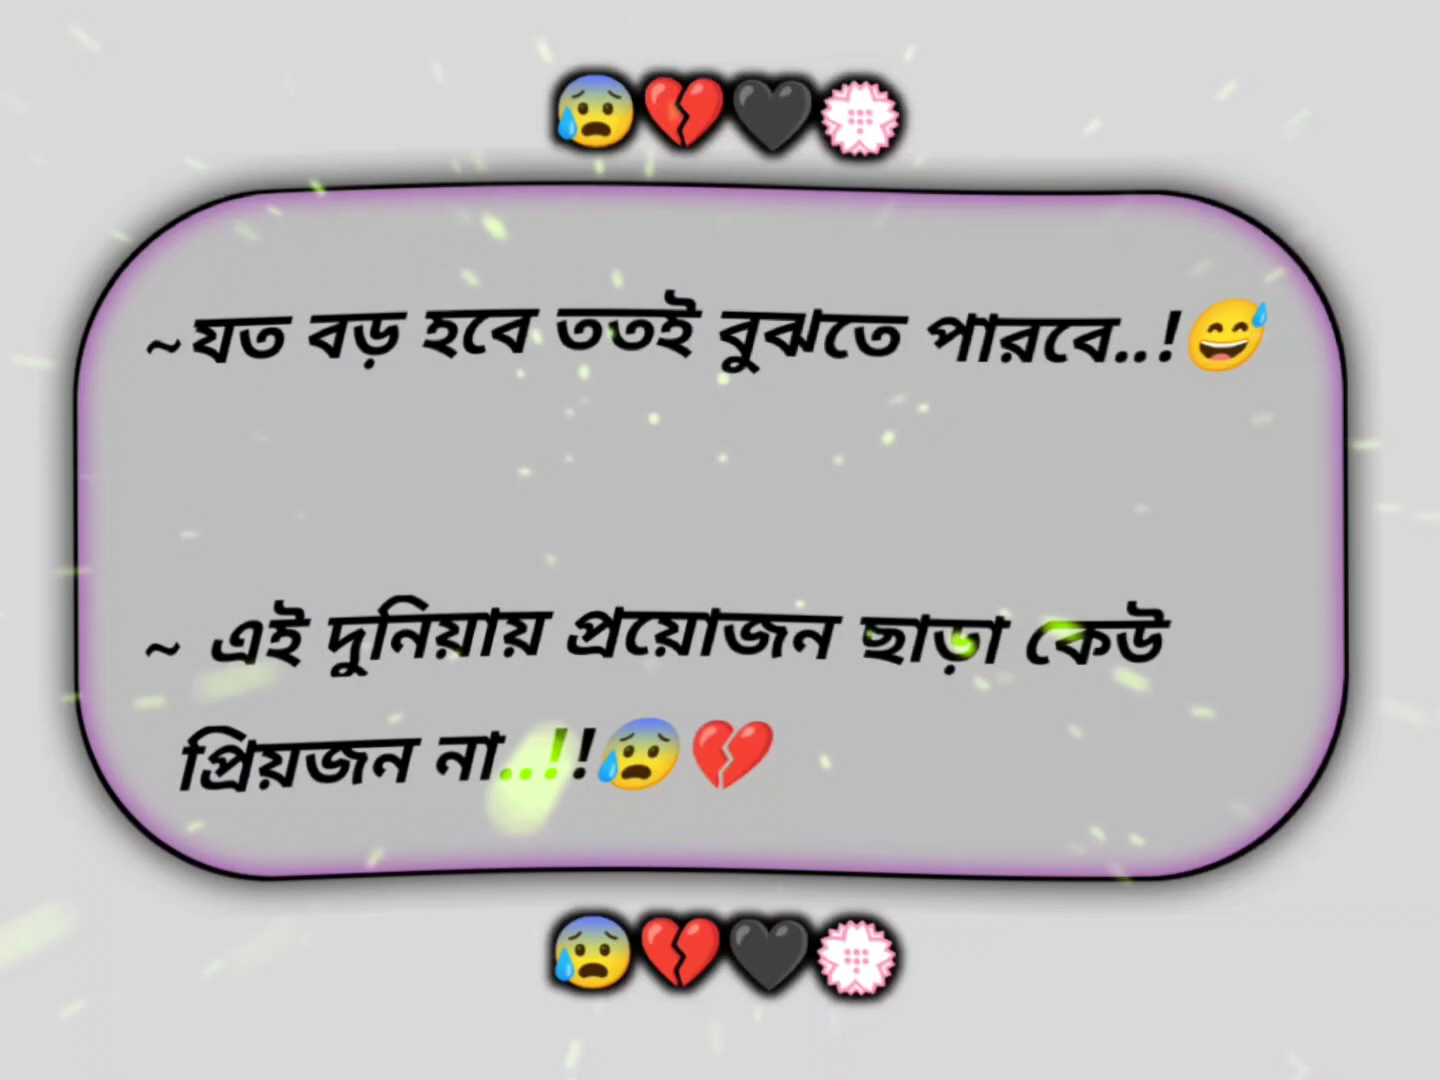 😰💔🖤💮
~যত বড় হবে ততই বুঝতে পারবে..!😅
~ এই দুনিয়ায় প্রয়োজন ছাড়া কেউ
প্রিয়জন না..!!😰💔
😰💔🖤💮